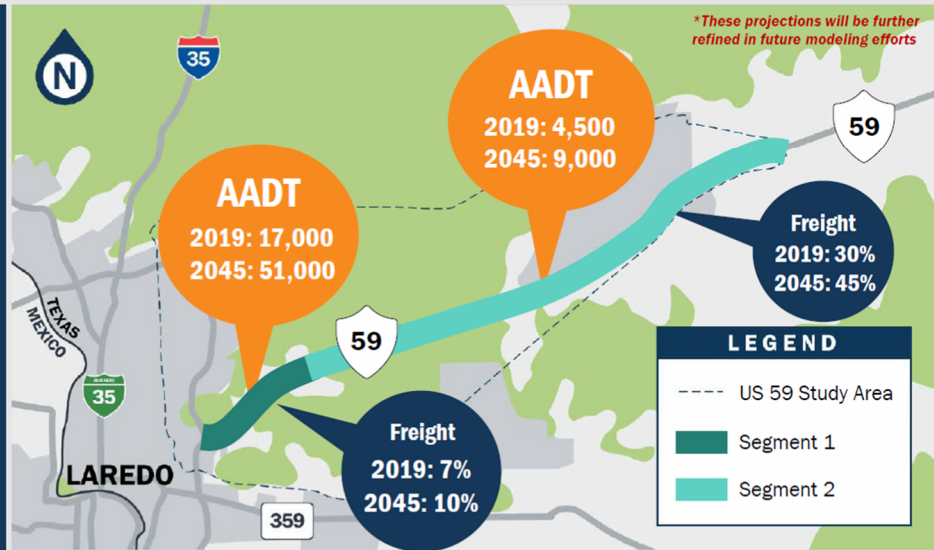 *These projections will be further
refined in future modeling efforts
N
35
AADT
2019: 4,500
2045: 9,000
59
AADT
2019: 17,000
2045: 51,000
Freight
2019: 30%
2045: 45%
TEXAS
MEXICO
59
LEGEND
US 59 Study Area
Segment 1
Segment 2
BUSINESS
35
Freight
2019: 7%
2045: 10%
LAREDO
359